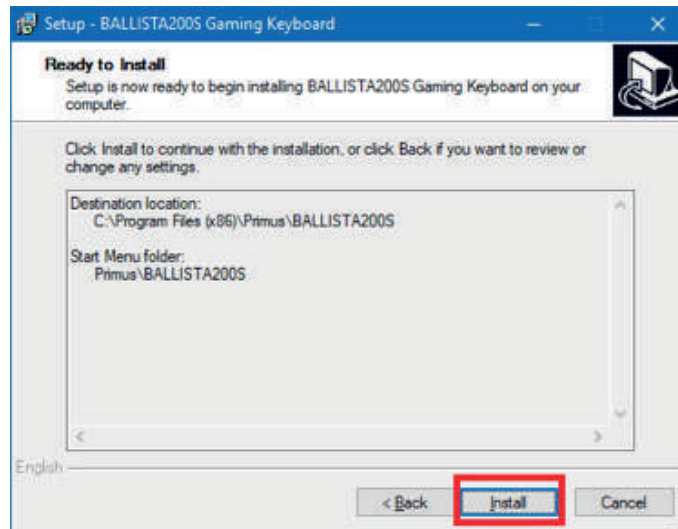 Setup - BALLISTA200S Gaming Keyboard
Ready to Install
Setup is now ready to begin installing BALLISTA200S Gaming Keyboard on your
computer.
Click Install to continue with the installation, or click Back if you want to review or
change any settings.
Destination location:
C:\Program Files (x86)\Primus\BALLISTA200S
Start Menu folder:
Primus\BALLISTA200S
English
< Back
Install
Cancel